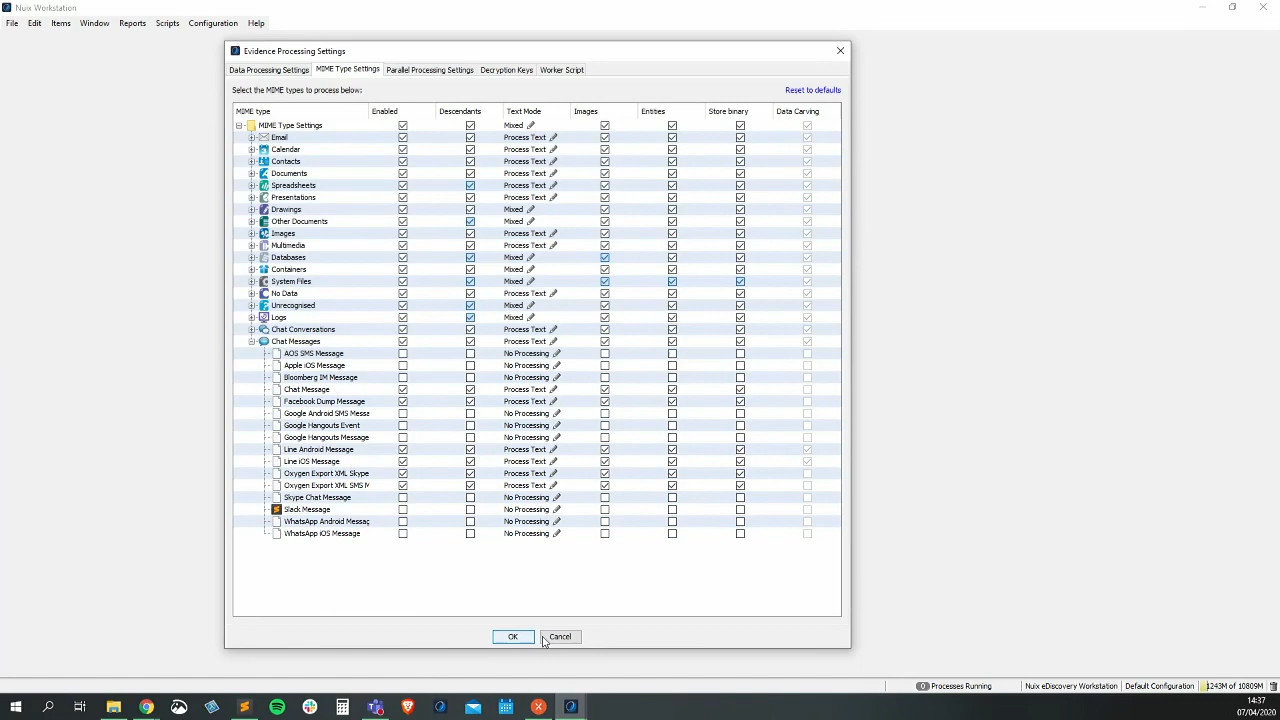 Nuix Workstation
File Edit Items Window Reports Scripts Configuration Help
Evidence Processing Settings
Data Processing Settings MIME Type Settings Parallel Processing Settings Decryption Keys Worker Script
Select the MIME types to process below: Reset to defaults
MIME type Enabled Descendants Text Mode Images Entities Store binary Data Carving
MIME Type Settings Mixed
Email Process Text
Calendar Process Text
Contacts Process Text
Documents Process Text
Spreadsheets Process Text
Presentations Process Text
Drawings Mixed
Other Documents Mixed
Images Process Text
Multimedia Process Text
Databases Mixed
Containers Mixed
System Files Mixed
No Data Process Text
Unrecognised Mixed
Logs Mixed
Chat Conversations Process Text
Chat Messages Process Text
AOS SMS Message No Processing
Apple iOS Message No Processing
Bloomberg IM Message No Processing
Chat Message Process Text
Facebook Dump Message Process Text
Google Android SMS Messa No Processing
Google Hangouts Event No Processing
Google Hangouts Message No Processing
Line Android Message Process Text
Line iOS Message Process Text
Oxygen Export XML Skype Process Text
Oxygen Export XML SMS M Process Text
Skype Chat Message No Processing
Slack Message No Processing
WhatsApp Android Messag No Processing
WhatsApp iOS Message No Processing
OK Cancel
0 Processes Running Nuix eDiscovery Workstation Default Configuration 1243M of 10809M
14:37
07/04/2020